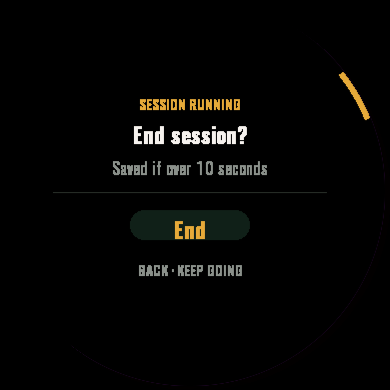 SESSION RUNNING
End session?
Saved if over 10 seconds
End
BACK · KEEP GOING